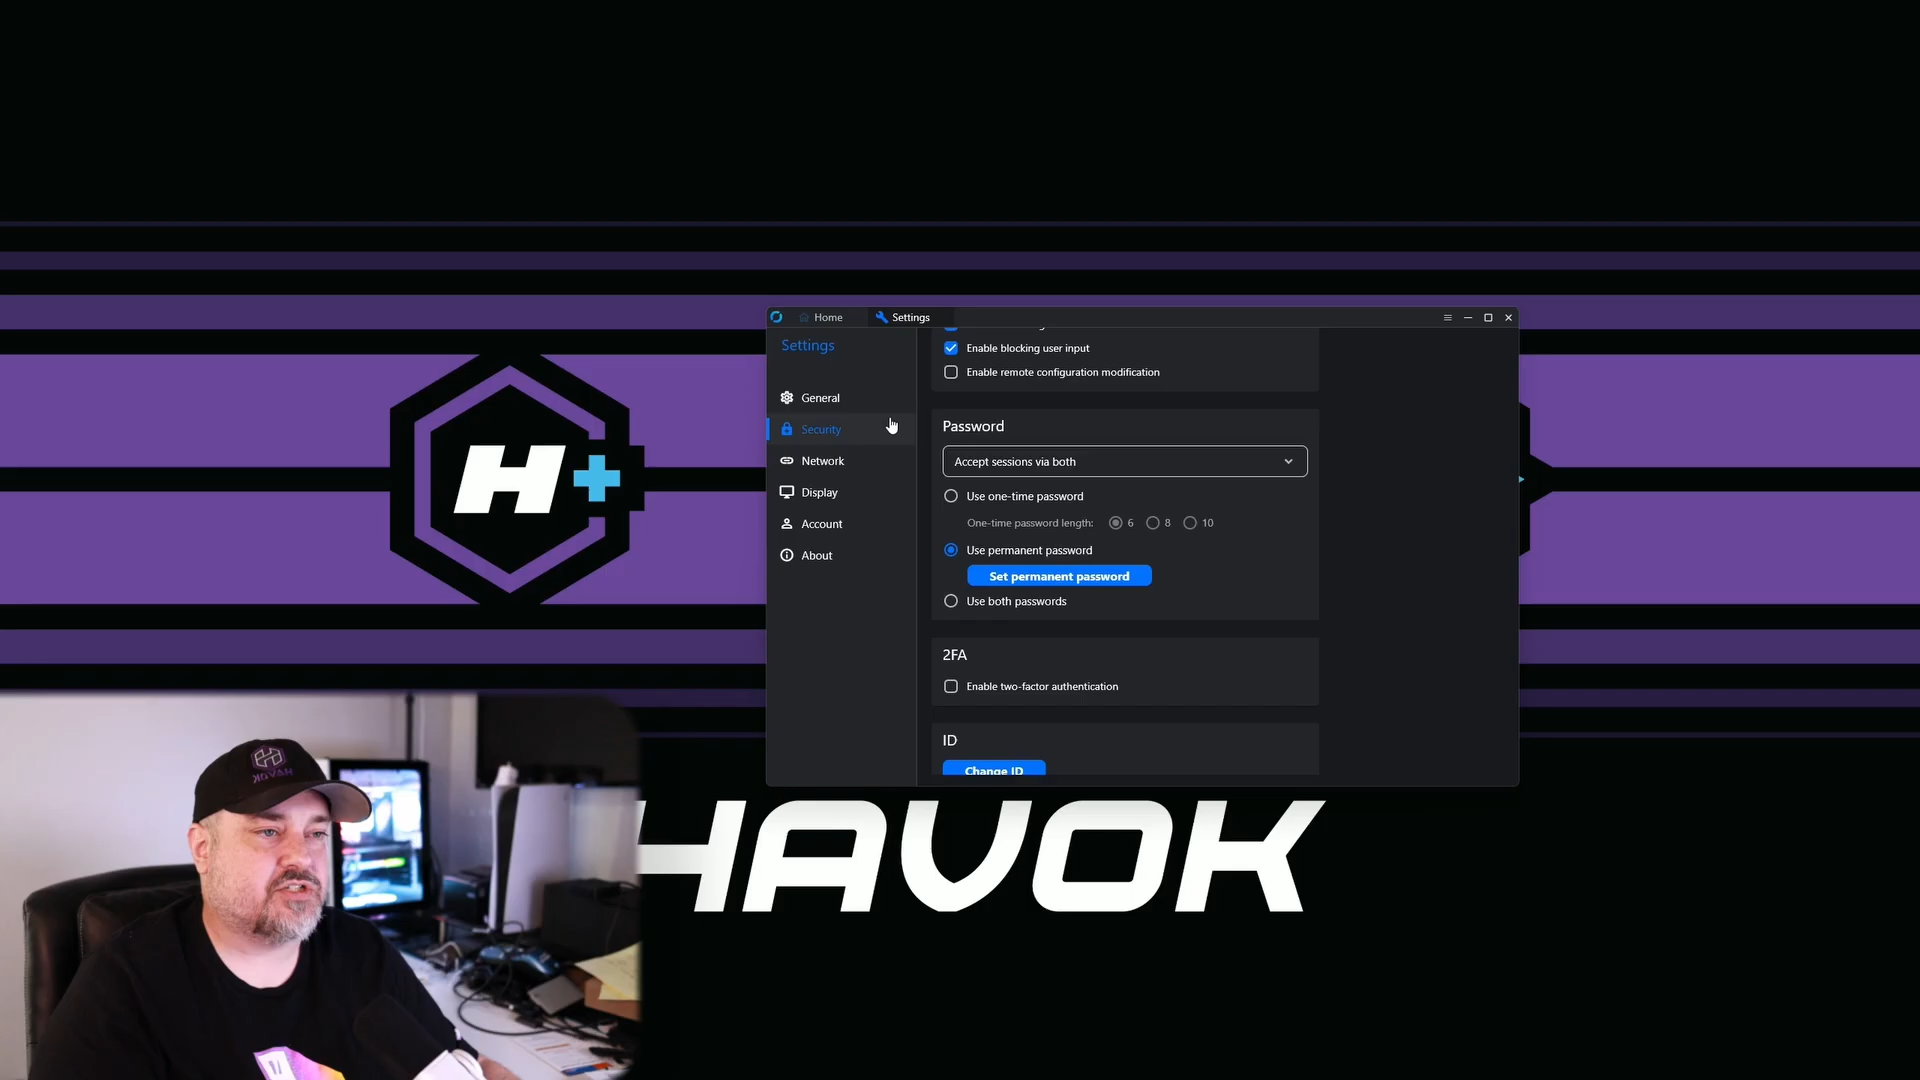 Home
Settings
Settings
Enable blocking user input
Enable remote configuration modification
General
Security
Network
Display
Account
About
Password
Accept sessions via both
Use one-time password
One-time password length: 6 8 10
Use permanent password
Set permanent password
Use both passwords
2FA
Enable two-factor authentication
ID
Change ID
H+
HAVOK
HAVOK